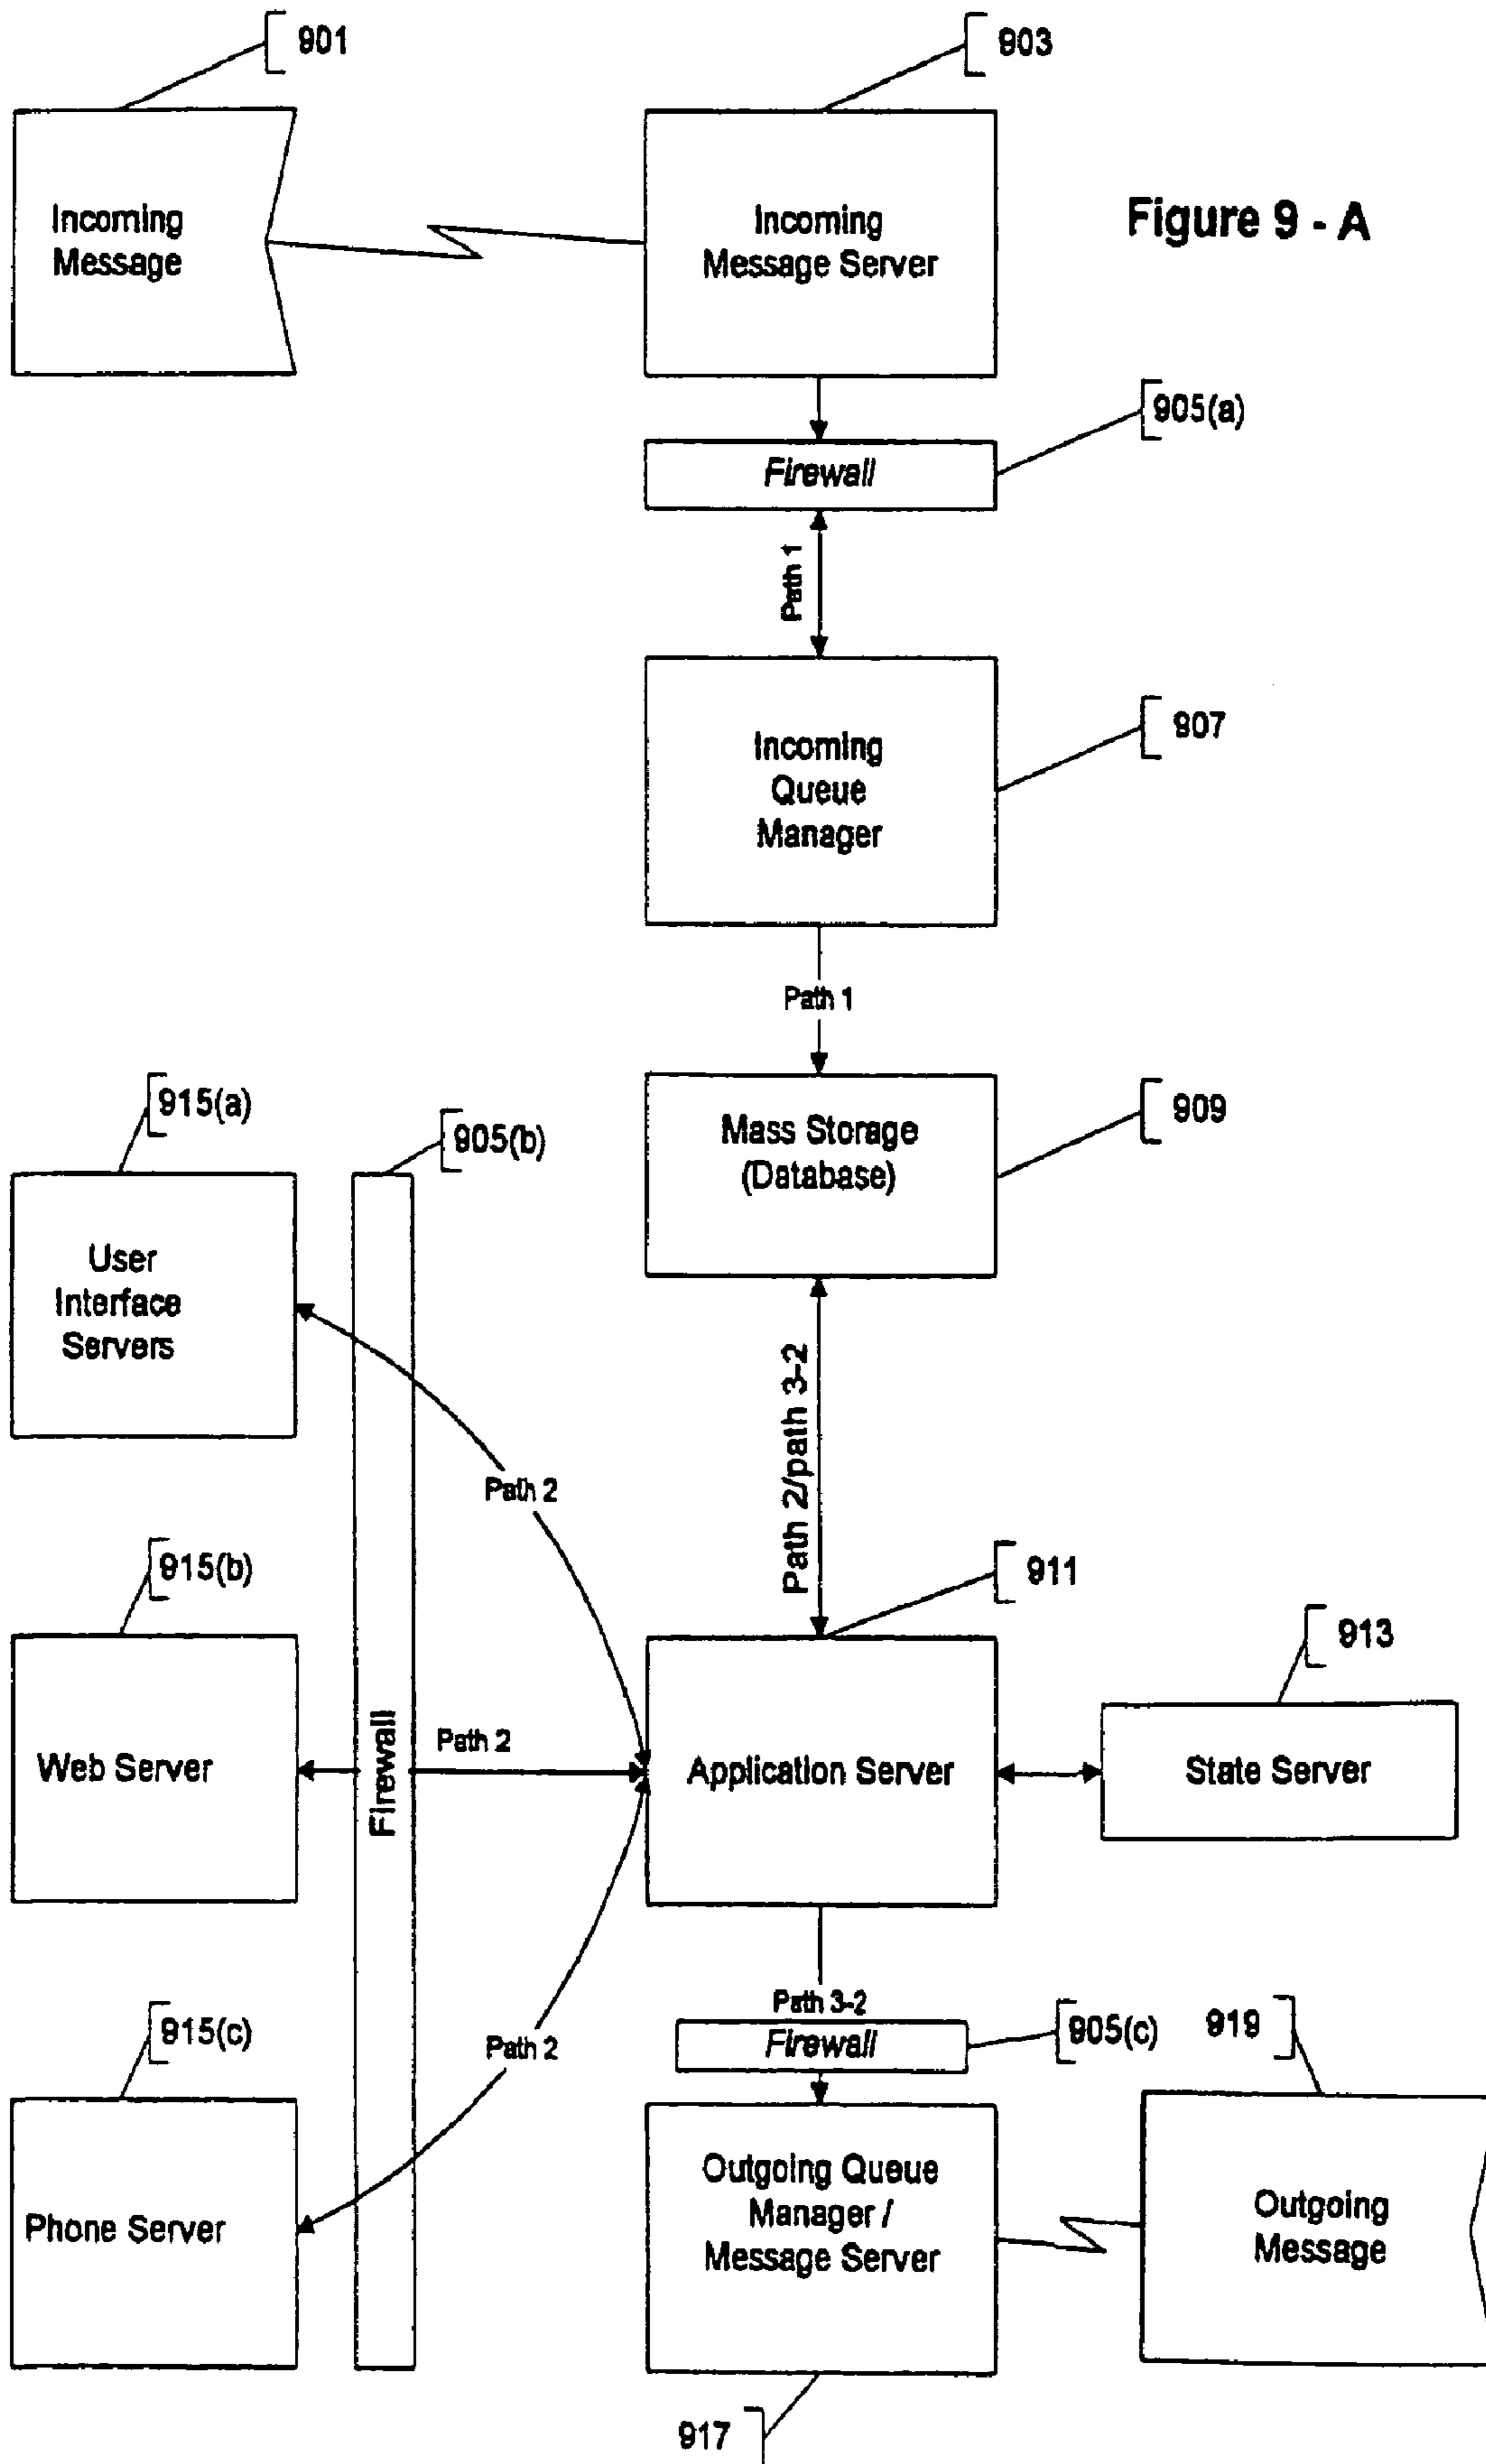 901
903
Incoming
Message
Incoming
Message Server
Figure 9 - A
905(a)
Firewall
Path 1
907
Incoming
Queue
Manager
Path 1
915(a)
905(b)
909
Mass Storage
(Database)
User
Interface
Servers
Path 2/path 3-2
Path 2
915(b)
911
913
Web Server
Firewall
Path 2
Application Server
State Server
Path 3-2
915(c)
Path 2
Firewall
905(c)
919
Phone Server
Outgoing Queue
Manager /
Message Server
Outgoing
Message
917